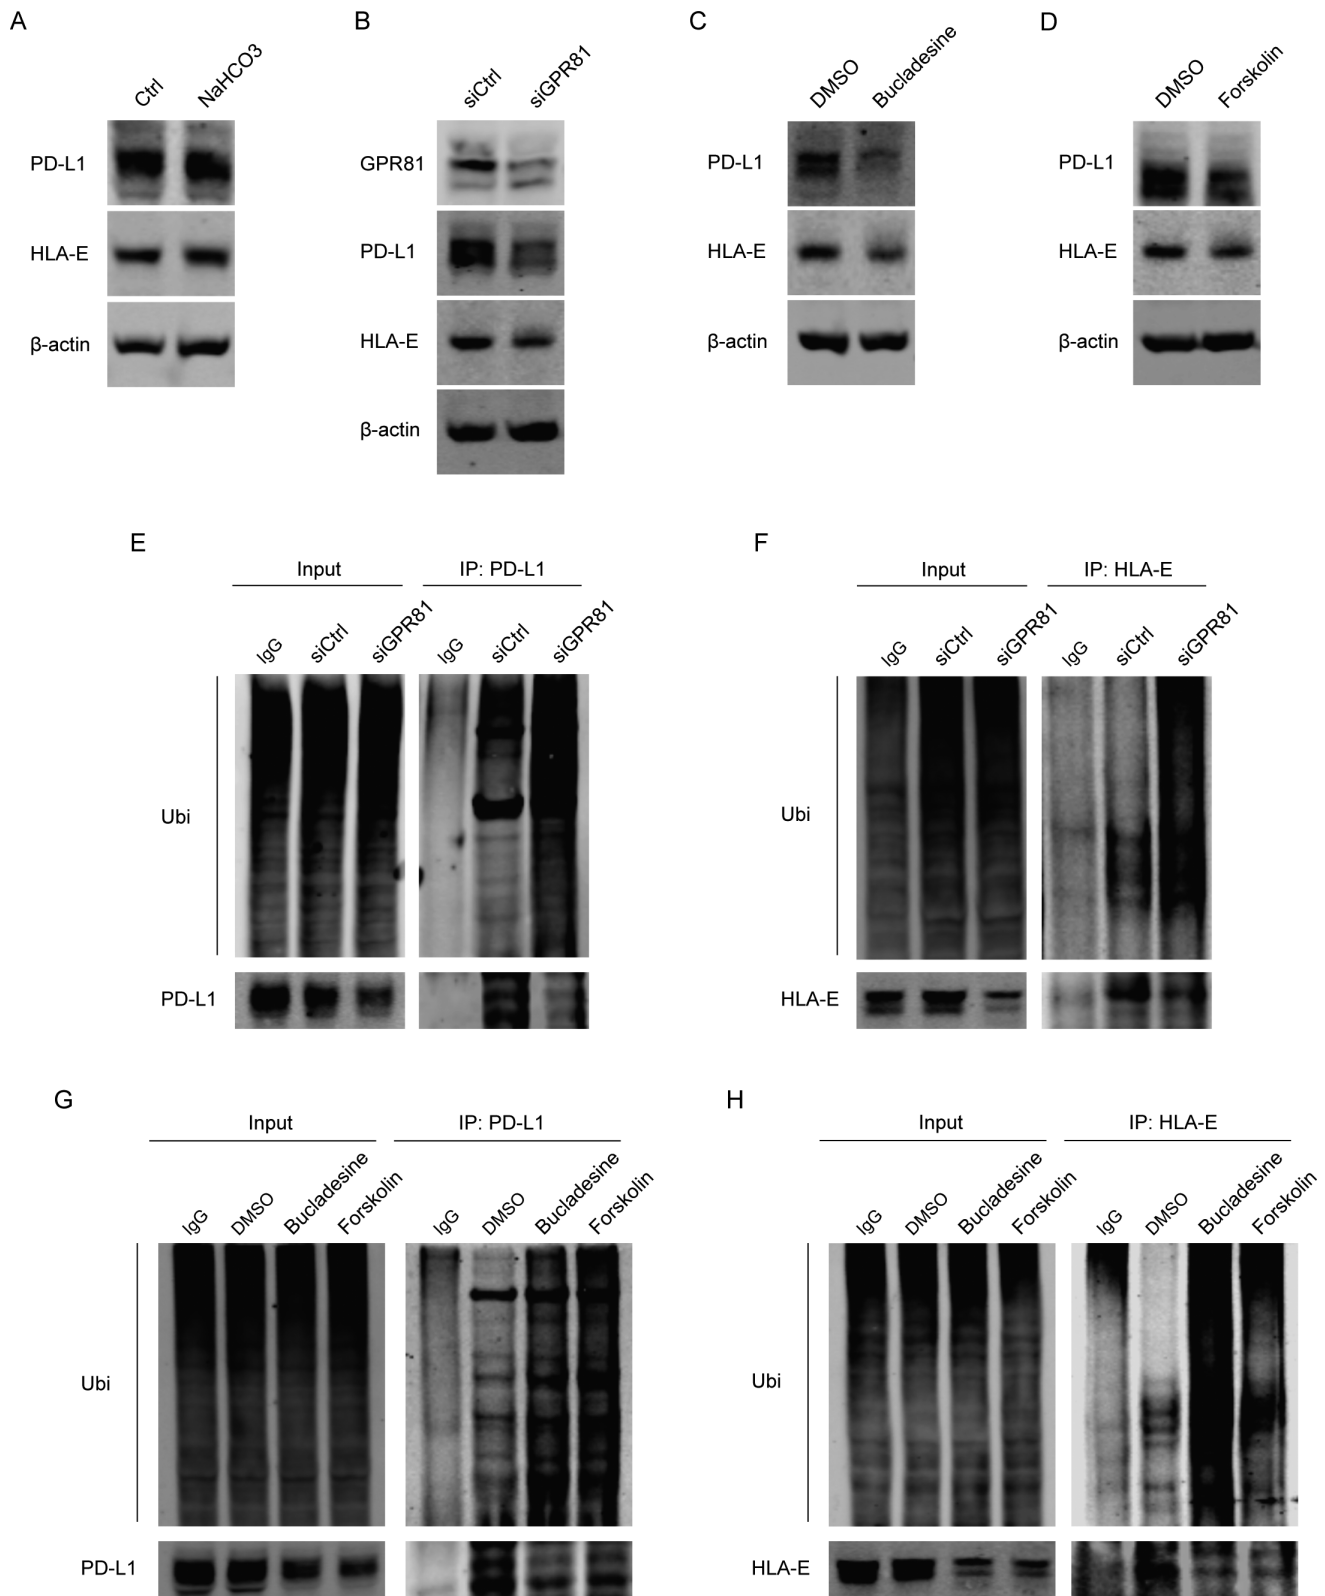 A
Ctrl
NaHCO3
PD-L1
HLA-E
β-actin
B
siCtrl
siGPR81
GPR81
PD-L1
HLA-E
β-actin
C
DMSO
Bucladesine
PD-L1
HLA-E
β-actin
D
DMSO
Forskolin
PD-L1
HLA-E
β-actin
E
Input
IP: PD-L1
IgG
siCtrl
siGPR81
IgG
siCtrl
siGPR81
Ubi
PD-L1
F
Input
IP: HLA-E
IgG
siCtrl
siGPR81
IgG
siCtrl
siGPR81
Ubi
HLA-E
G
Input
IP: PD-L1
IgG
DMSO
Bucladesine
Forskolin
IgG
DMSO
Bucladesine
Forskolin
Ubi
PD-L1
H
Input
IP: HLA-E
IgG
DMSO
Bucladesine
Forskolin
IgG
DMSO
Bucladesine
Forskolin
Ubi
HLA-E